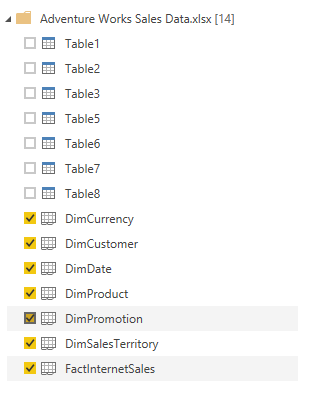 Adventure Works Sales Data.xlsx [14]
Table1
Table2
Table3
Table5
Table6
Table7
Table8
DimCurrency
DimCustomer
DimDate
DimProduct
DimPromotion
DimSalesTerritory
FactInternetSales